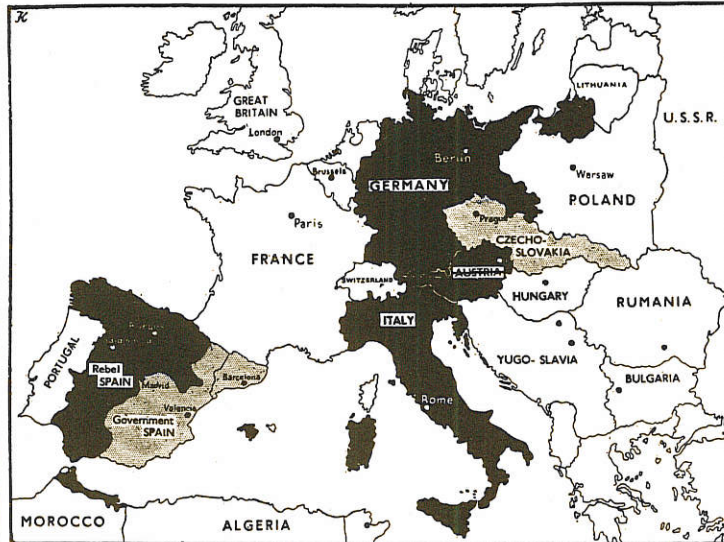 K
LITHUANIA
U.S.S.R.
GREAT
BRITAIN
London
Berlin
Brussels
GERMANY
Warsaw
POLAND
Paris
Prague
CZECHO-
SLOVAKIA
FRANCE
AUSTRIA
SWITZERLAND
HUNGARY
RUMANIA
ITALY
PORTUGAL
Rebel
SPAIN
Madrid
Barcelona
YUGO-SLAVIA
BULGARIA
Valencia
Government
SPAIN
Rome
MOROCCO
ALGERIA